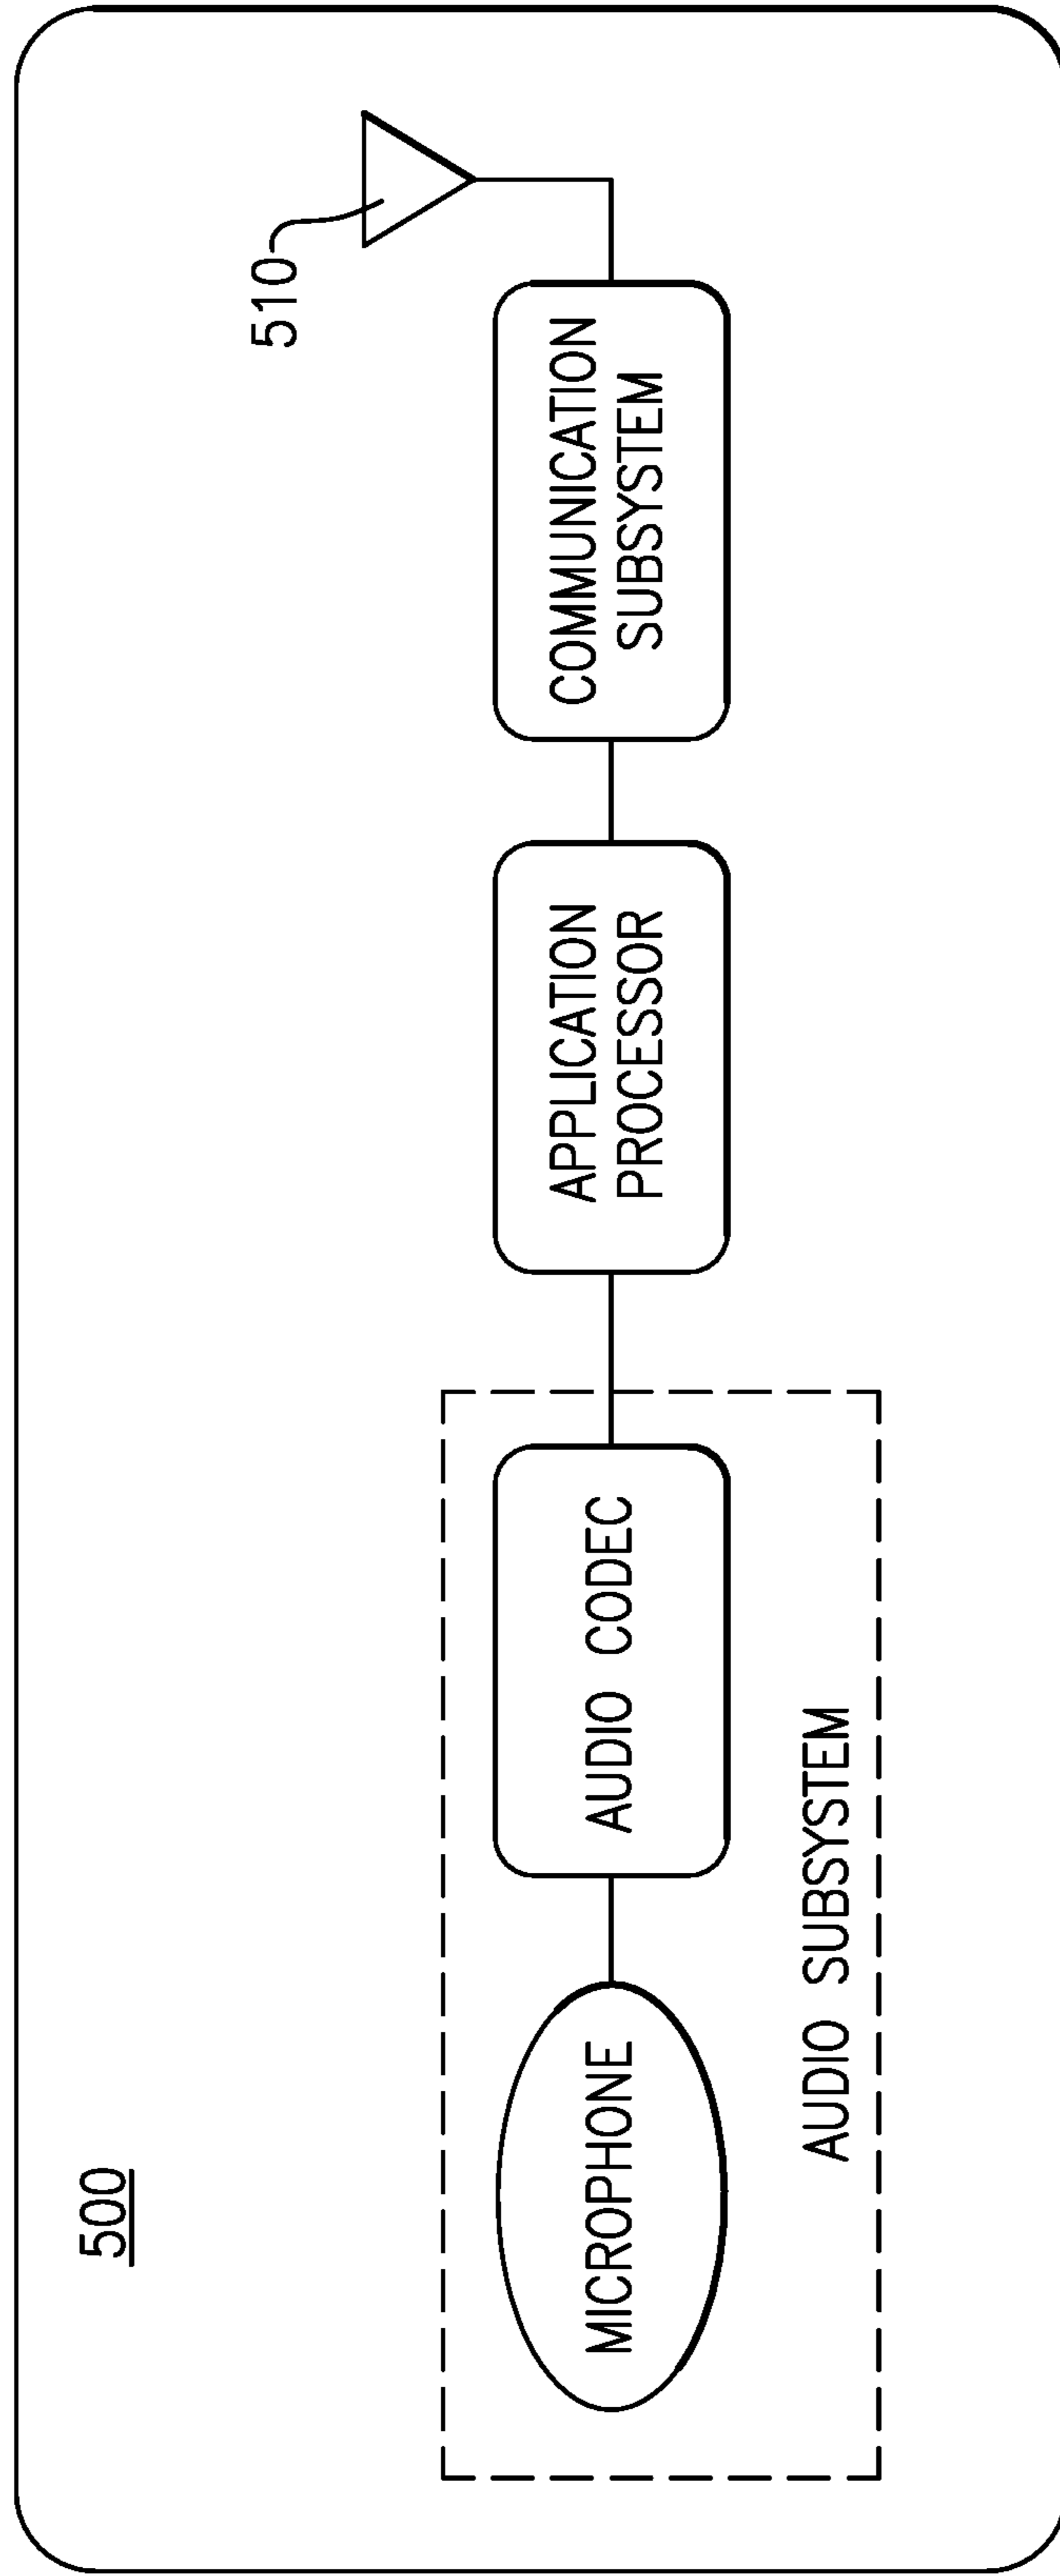 500
510
MICROPHONE
AUDIO CODEC
APPLICATION
PROCESSOR
COMMUNICATION
SUBSYSTEM
AUDIO SUBSYSTEM